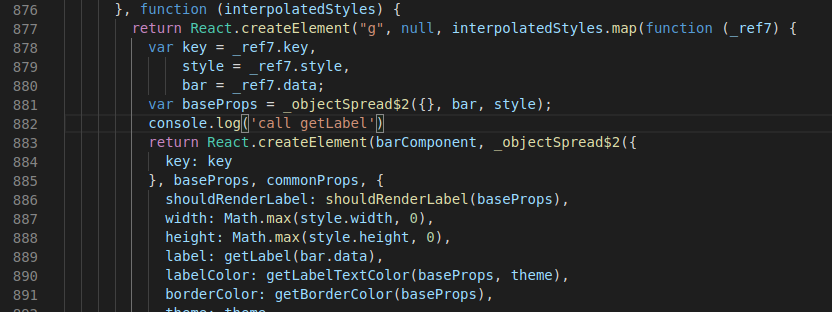 876 }, function (interpolatedStyles) {
877 return React.createElement("g", null, interpolatedStyles.map(function (_ref7) {
878 var key = _ref7.key,
879 style = _ref7.style,
880 bar = _ref7.data;
881 var baseProps = _objectSpread$2({}, bar, style);
882 console.log('call getLabel')
883 return React.createElement(barComponent, _objectSpread$2({
884 key: key
885 }, baseProps, commonProps, {
886 shouldRenderLabel: shouldRenderLabel(baseProps),
887 width: Math.max(style.width, 0),
888 height: Math.max(style.height, 0),
889 label: getLabel(bar.data),
890 labelColor: getLabelTextColor(baseProps, theme),
891 borderColor: getBorderColor(baseProps),